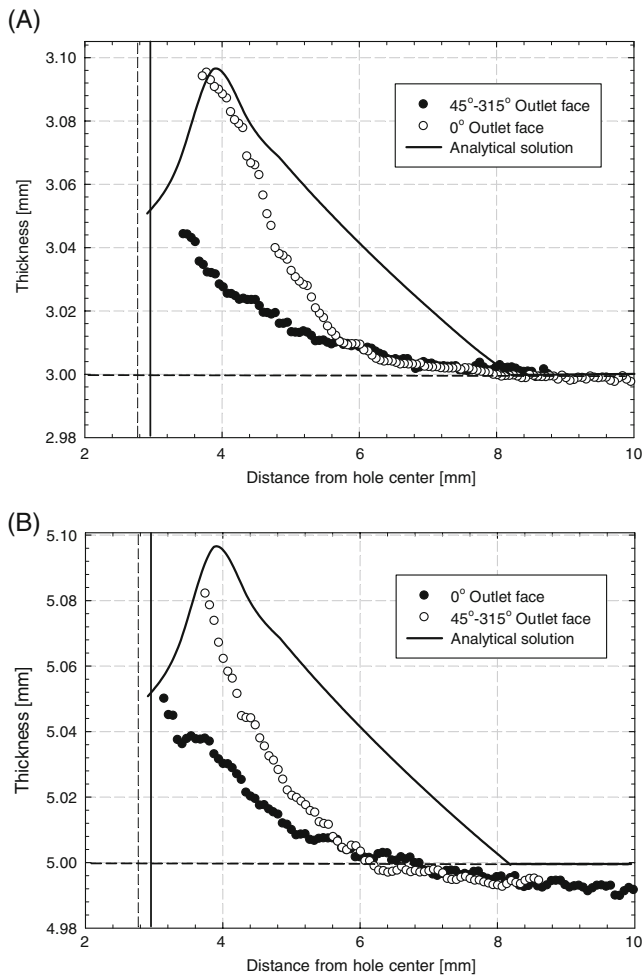 (A)
3.10
3.08
3.06
3.04
3.02
3.00
2.98
Thickness [mm]
45°-315° Outlet face
0° Outlet face
Analytical solution
2 4 6 8 10
Distance from hole center [mm]
(B)
5.10
5.08
5.06
5.04
5.02
5.00
4.98
Thickness [mm]
0° Outlet face
45°-315° Outlet face
Analytical solution
2 4 6 8 10
Distance from hole center [mm]